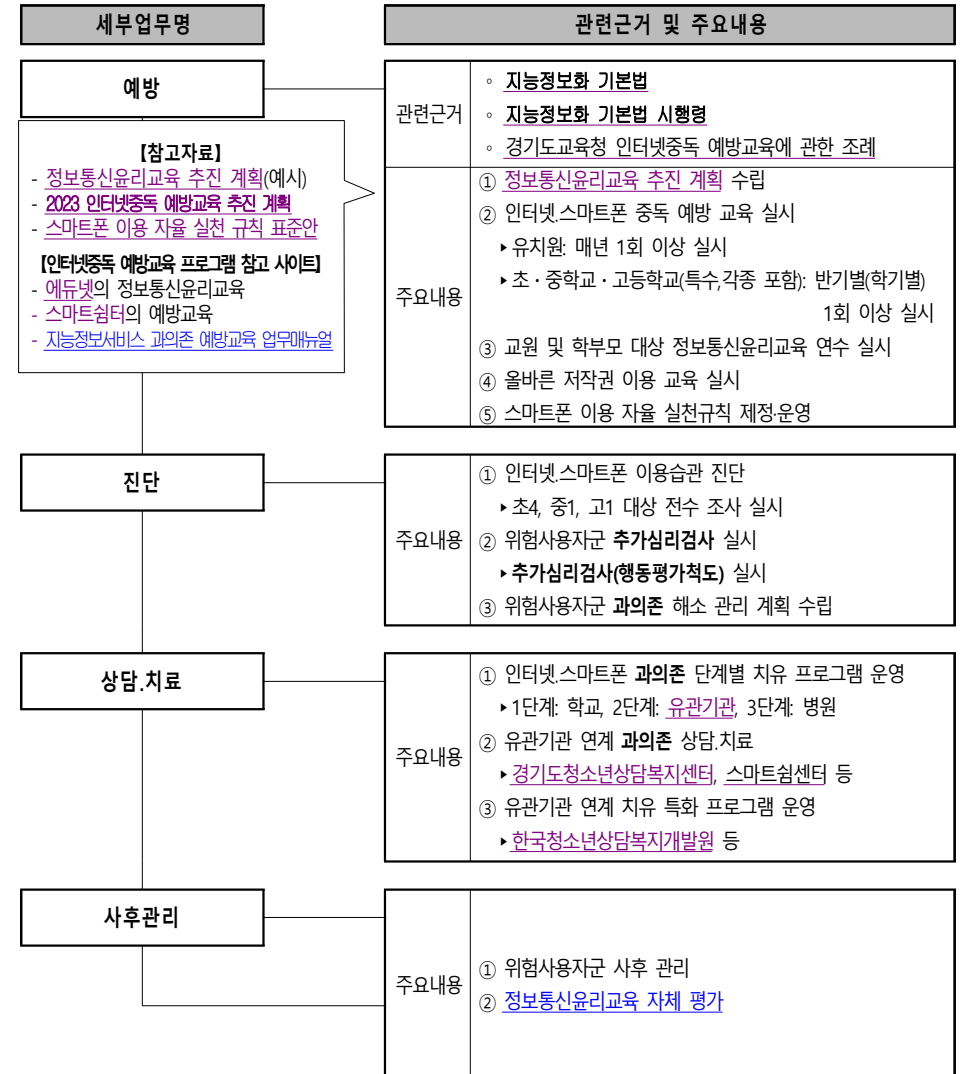 세부업무명
관련근거 및 주요내용
예방
관련근거
◦ 지능정보화 기본법
◦ 지능정보화 기본법 시행령
◦ 경기도교육청 인터넷중독 예방교육에 관한 조례
【참고자료】
- 정보통신윤리교육 추진 계획(예시)
- 2023 인터넷중독 예방교육 추진 계획
- 스마트폰 이용 자율 실천 규칙 표준안
【인터넷중독 예방교육 프로그램 참고 사이트】
- 에듀넷의 정보통신윤리교육
- 스마트쉼터의 예방교육
- 지능정보서비스 과의존 예방교육 업무매뉴얼
주요내용
① 정보통신윤리교육 추진 계획 수립
② 인터넷.스마트폰 중독 예방 교육 실시
▸유치원: 매년 1회 이상 실시
▸초・중학교・고등학교(특수,각종 포함): 반기별(학기별)
1회 이상 실시
③ 교원 및 학부모 대상 정보통신윤리교육 연수 실시
④ 올바른 저작권 이용 교육 실시
⑤ 스마트폰 이용 자율 실천규칙 제정·운영
진단
주요내용
① 인터넷.스마트폰 이용습관 진단
▸초4, 중1, 고1 대상 전수 조사 실시
② 위험사용자군 추가심리검사 실시
▸추가심리검사(행동평가척도) 실시
③ 위험사용자군 과의존 해소 관리 계획 수립
상담.치료
주요내용
① 인터넷.스마트폰 과의존 단계별 치유 프로그램 운영
▸1단계: 학교, 2단계: 유관기관, 3단계: 병원
② 유관기관 연계 과의존 상담.치료
▸경기도청소년상담복지센터, 스마트쉼센터 등
③ 유관기관 연계 치유 특화 프로그램 운영
▸한국청소년상담복지개발원 등
사후관리
주요내용
① 위험사용자군 사후 관리
② 정보통신윤리교육 자체 평가